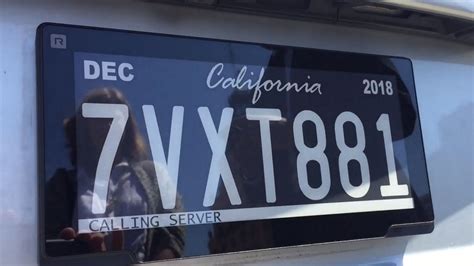 R
DEC California 2018
7VXT881
CALLING SERVER